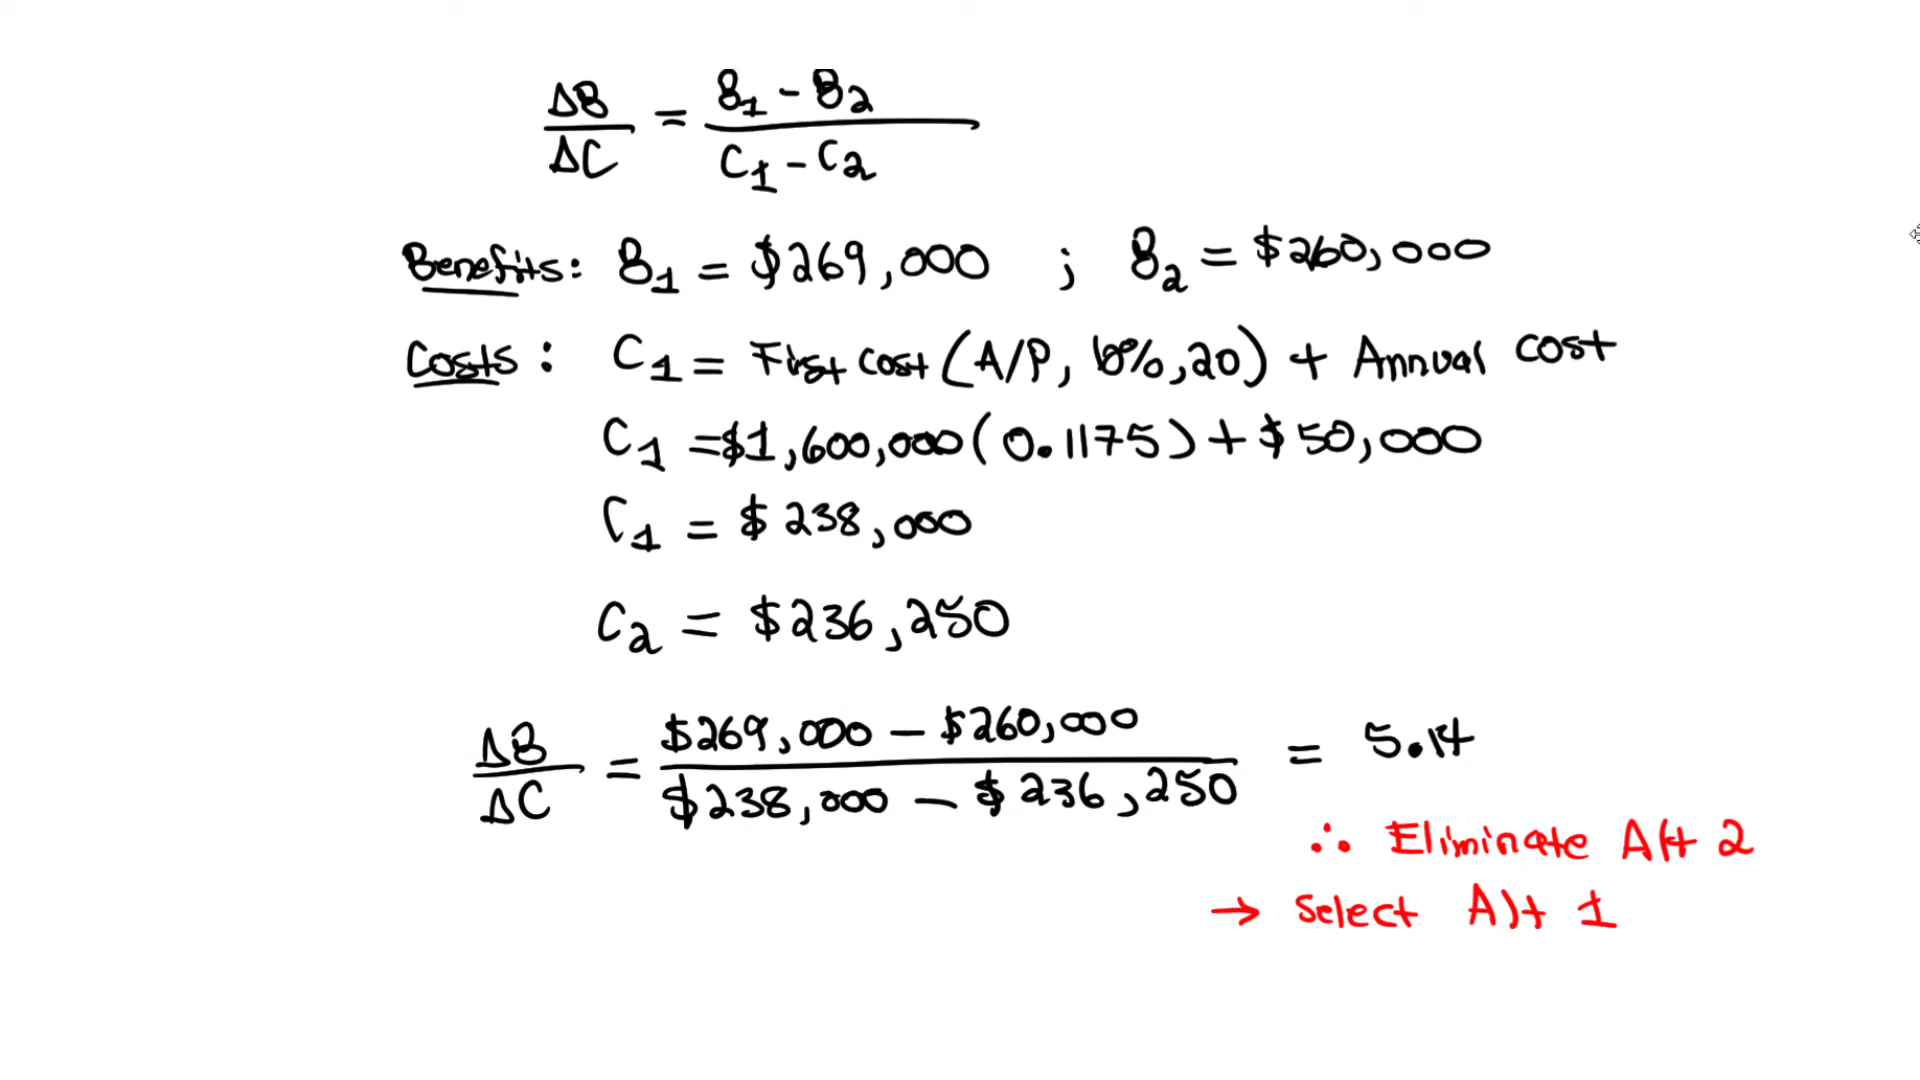 ΔB/ΔC = (B₁ - B₂)/(C₁ - C₂)
Benefits: B₁ = $269,000 ; B₂ = $260,000
Costs: C₁ = First cost (A/P, 10%, 20) + Annual cost
C₁ = $1,600,000 (0.1175) + $50,000
C₁ = $238,000
C₂ = $236,250
ΔB/ΔC = ($269,000 - $260,000)/($238,000 - $236,250) = 5.14
∴ Eliminate Alt 2
→ Select Alt 1